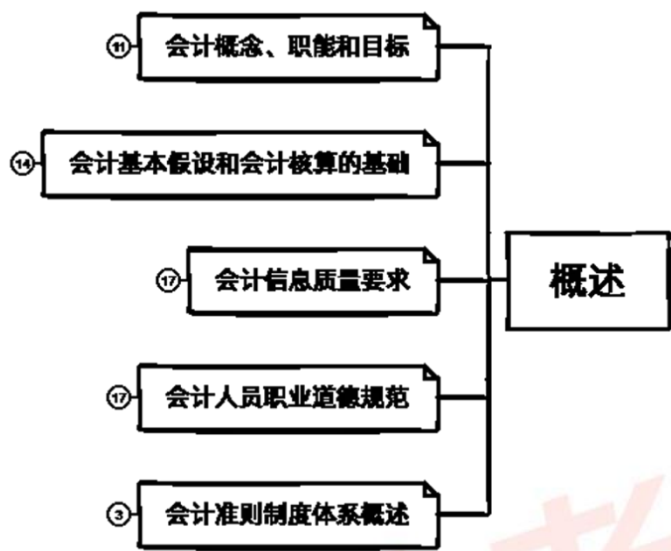 ⑪ 会计概念、职能和目标
⑭ 会计基本假设和会计核算的基础
⑰ 会计信息质量要求
概述
⑰ 会计人员职业道德规范
③ 会计准则制度体系概述